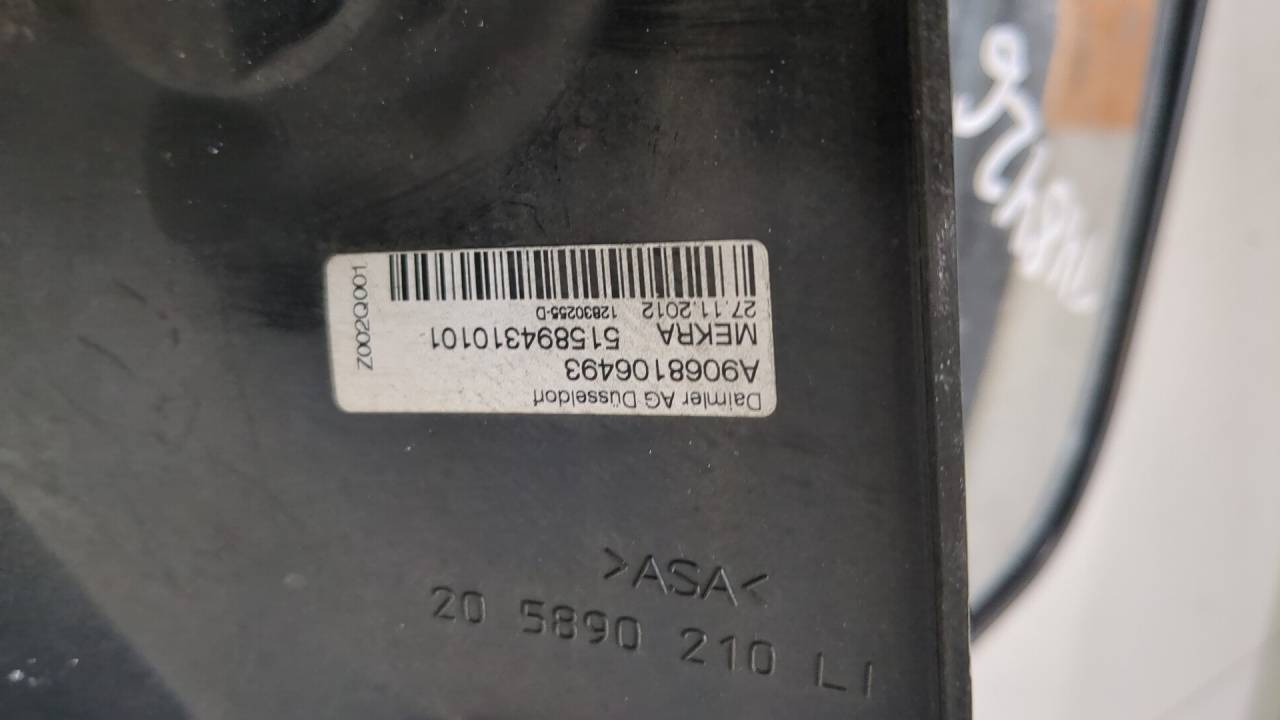 Daimler AG Düsseldorf
A9068106493
MEKRA 515894310101
12830255-D
27.11.2012
Z002Q001
>ASA<
20 5890 210 LI